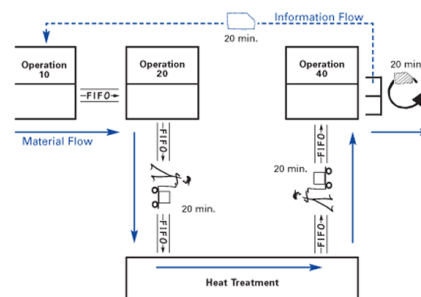 Information Flow
20 min.
20 min.
Operation
10
Operation
20
Operation
40
FIFO
Material Flow
FIFO
FIFO
20 min.
20 min.
FIFO
FIFO
Heat Treatment